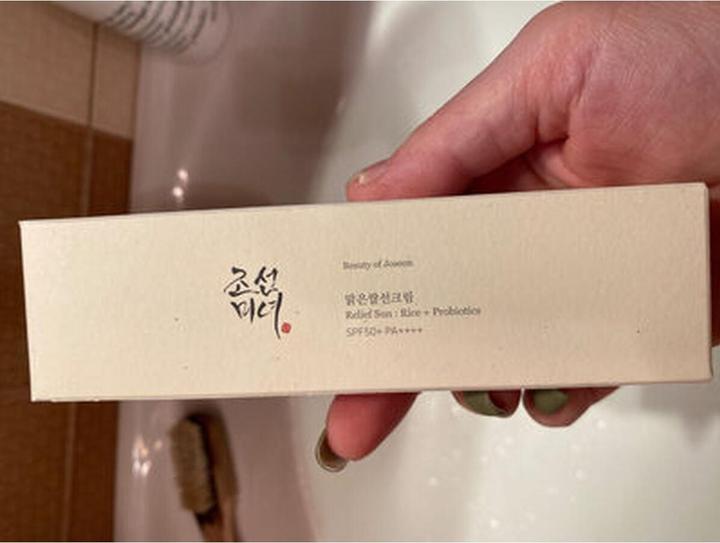 조선
미녀
Beauty of Joseon
맑은쌀선크림
Relief Sun : Rice + Probiotics
SPF50+ PA++++